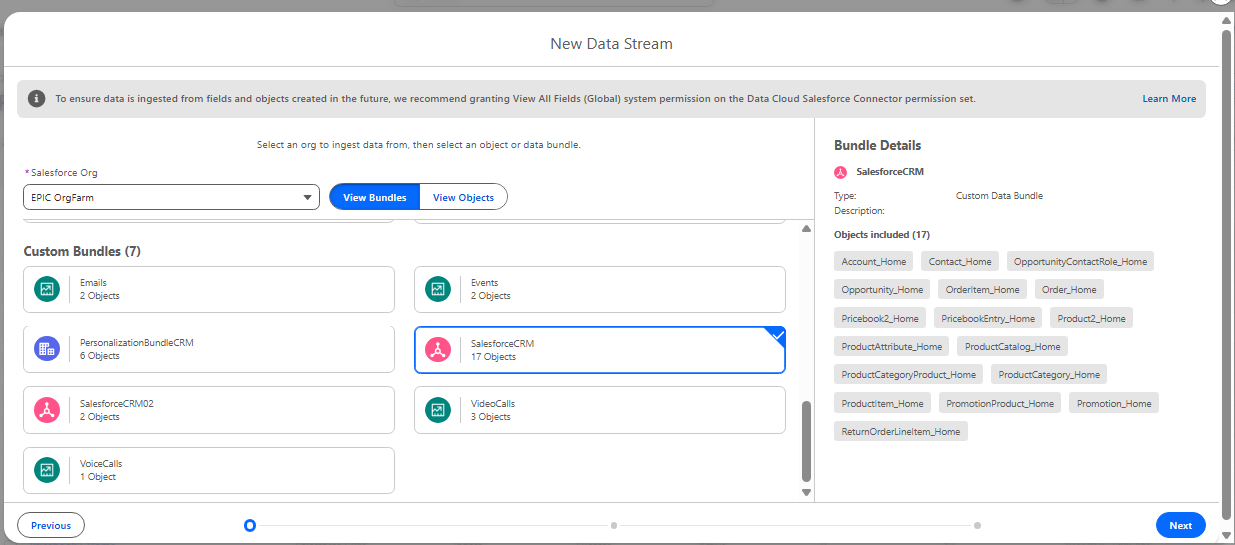 New Data Stream
To ensure data is ingested from fields and objects created in the future, we recommend granting View All Fields (Global) system permission on the Data Cloud Salesforce Connector permission set.
Learn More
Select an org to ingest data from, then select an object or data bundle.
* Salesforce Org
EPIC OrgFarm
View Bundles
View Objects
Custom Bundles (7)
Emails
2 Objects
Events
2 Objects
PersonalizationBundleCRM
6 Objects
SalesforceCRM
17 Objects
SalesforceCRM02
2 Objects
VideoCalls
3 Objects
VoiceCalls
1 Object
Bundle Details
SalesforceCRM
Type: Custom Data Bundle
Description:
Objects included (17)
Account_Home Contact_Home OpportunityContactRole_Home
Opportunity_Home OrderItem_Home Order_Home
Pricebook2_Home PricebookEntry_Home Product2_Home
ProductAttribute_Home ProductCatalog_Home
ProductCategoryProduct_Home ProductCategory_Home
ProductItem_Home PromotionProduct_Home Promotion_Home
ReturnOrderLineItem_Home
Previous
Next